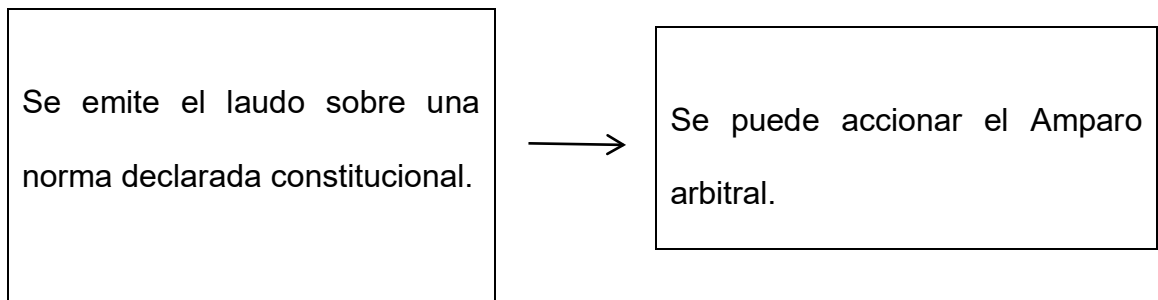 Se emite el laudo sobre una
norma declarada constitucional.
Se puede accionar el Amparo
arbitral.